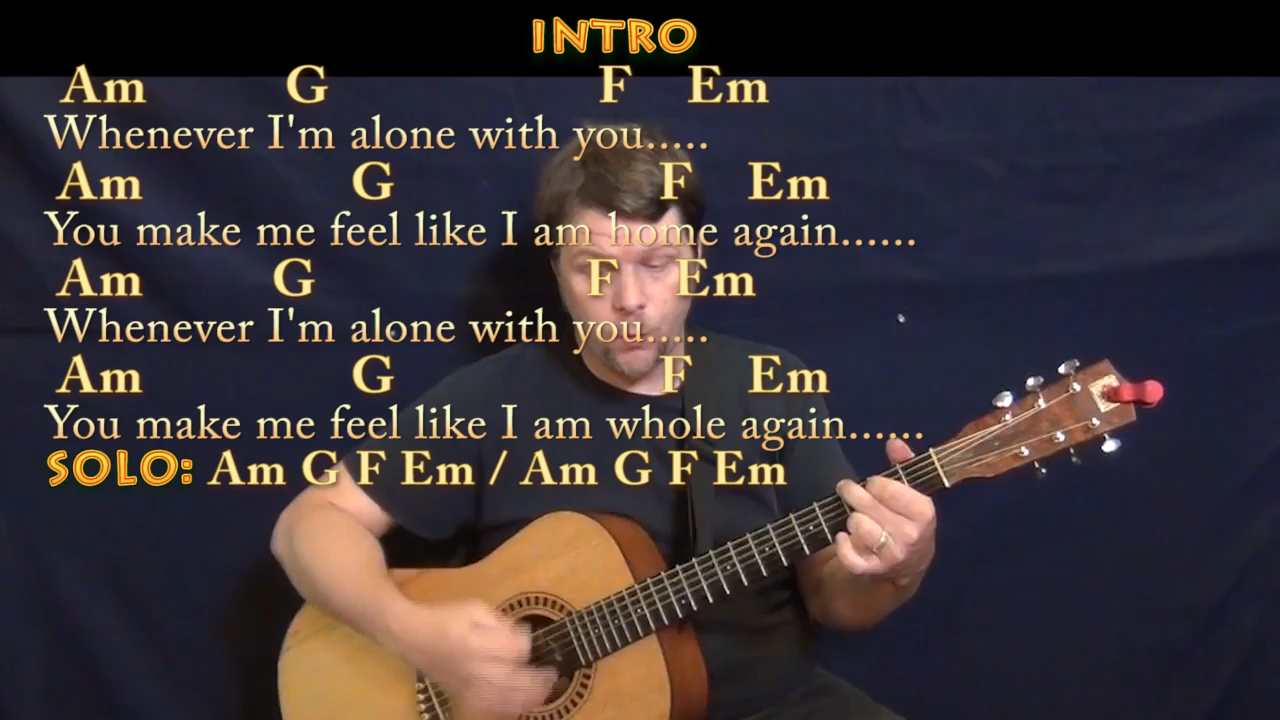 INTRO
Am G F Em
Whenever I'm alone with you.....
Am G F Em
You make me feel like I am home again......
Am G F Em
Whenever I'm alone with you.....
Am G F Em
You make me feel like I am whole again......
SOLO: Am G F Em / Am G F Em